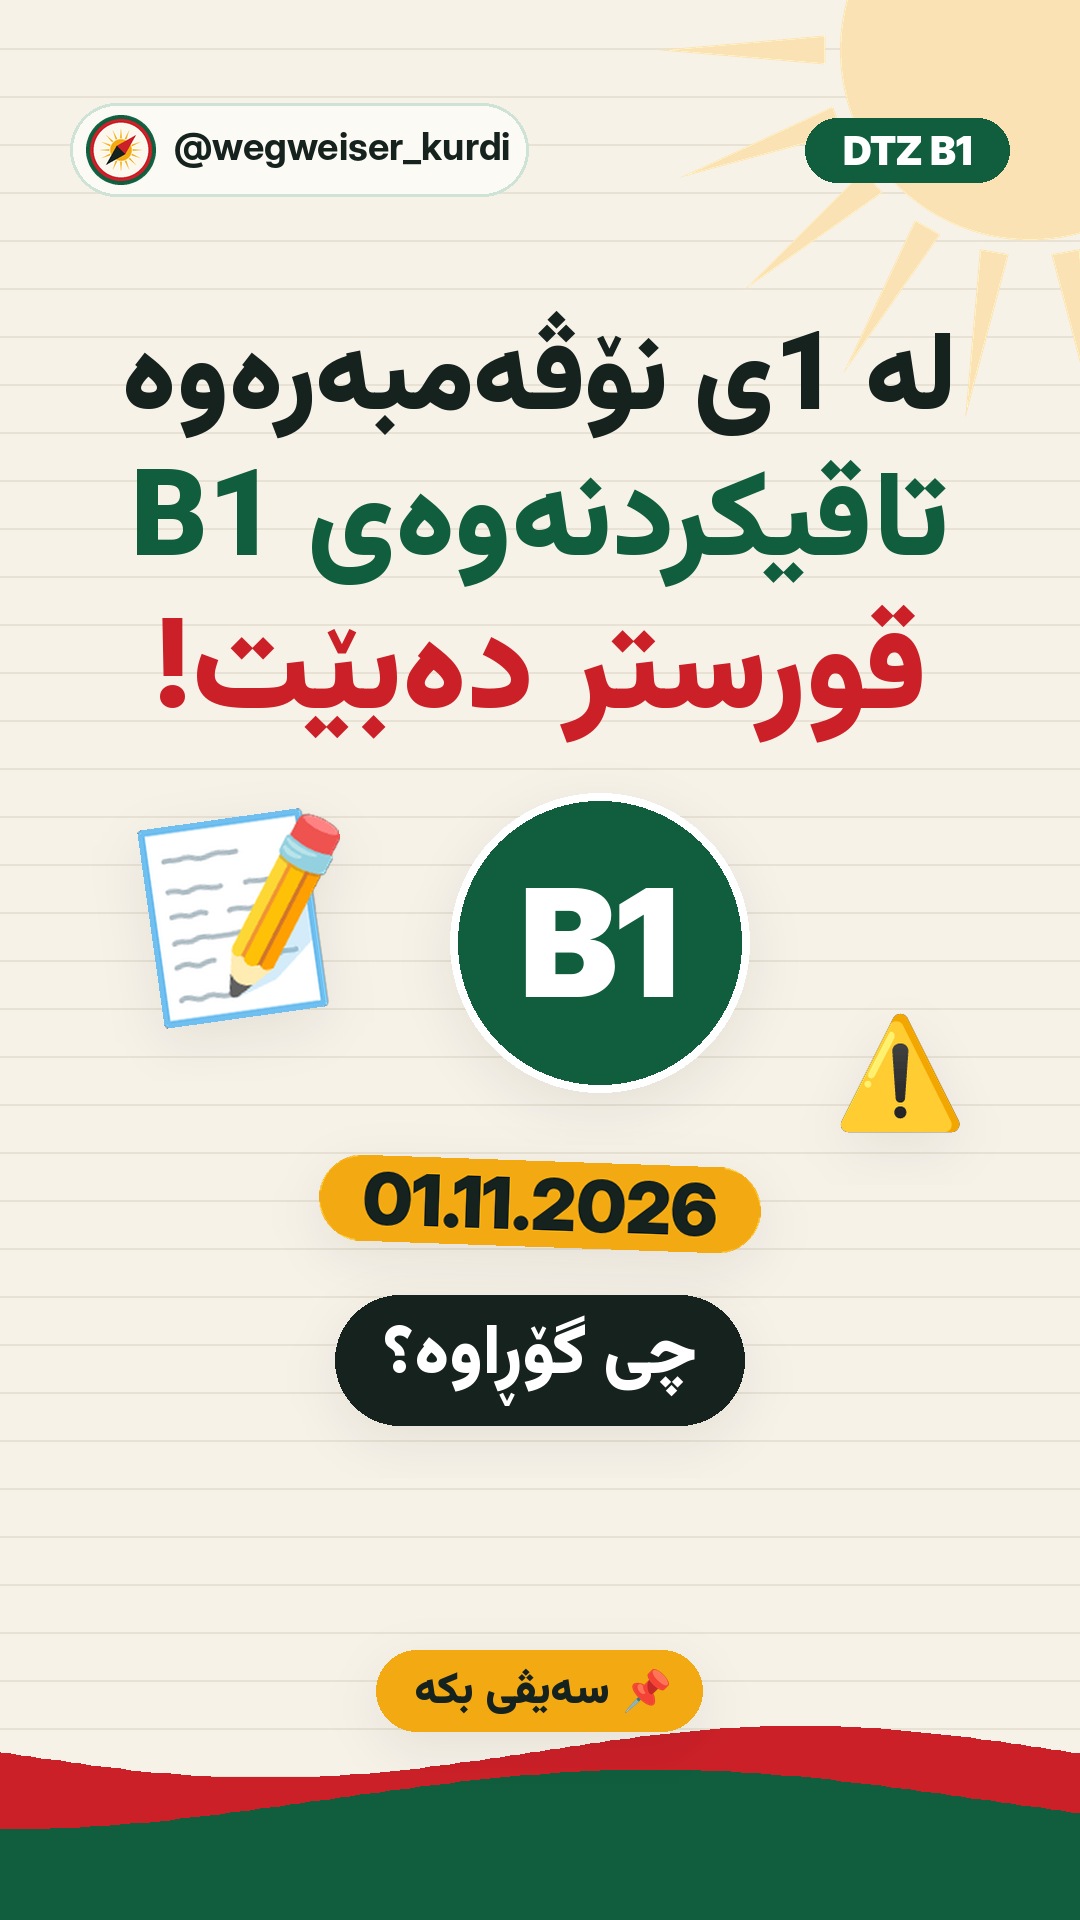 @wegweiser_kurdi
DTZ B1
لە 1ی نۆڤەمبەرەوە
تاقیکردنەوەی B1
قورستر دەبێت!
B1
01.11.2026
چی گۆڕاوە؟
📌 سەیڤی بکە